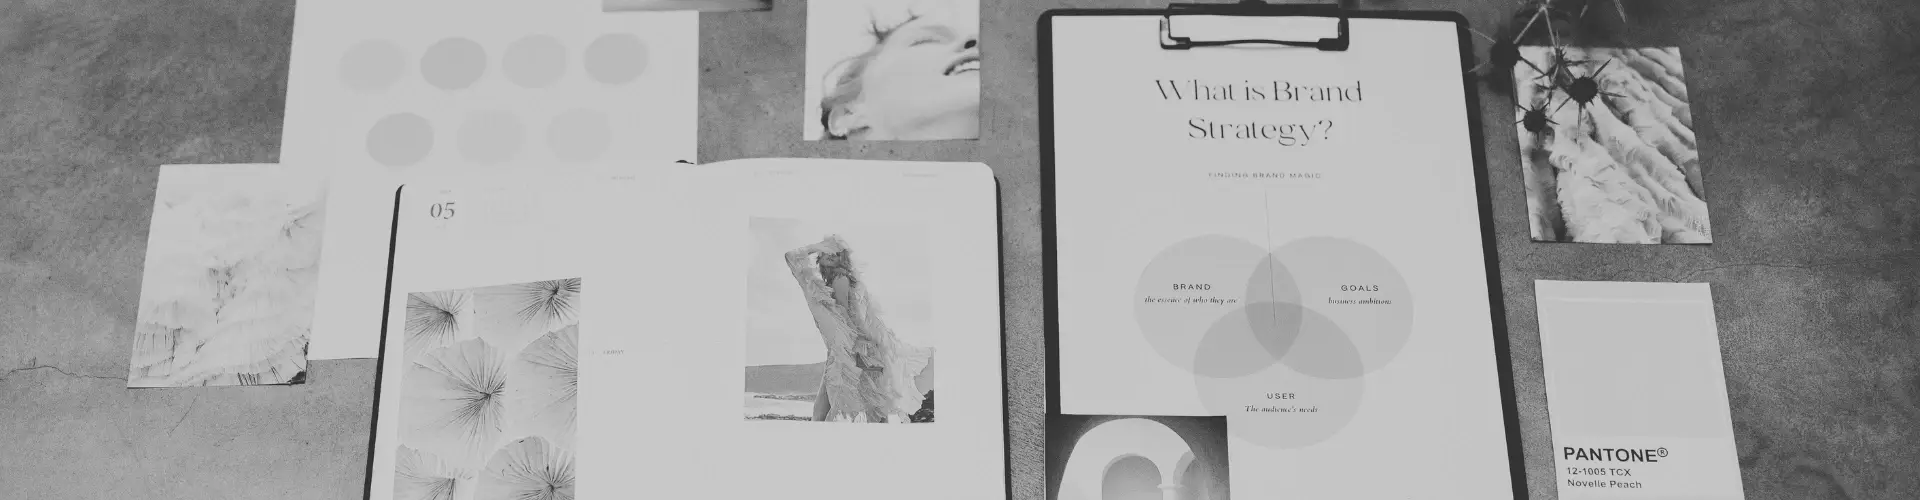 05
FRIDAY
What is Brand
Strategy?
FINDING BRAND MAGIC
BRAND
the essence of who they are
GOALS
business ambitions
USER
The audience's needs
PANTONE®
12-1005 TCX
Novelle Peach